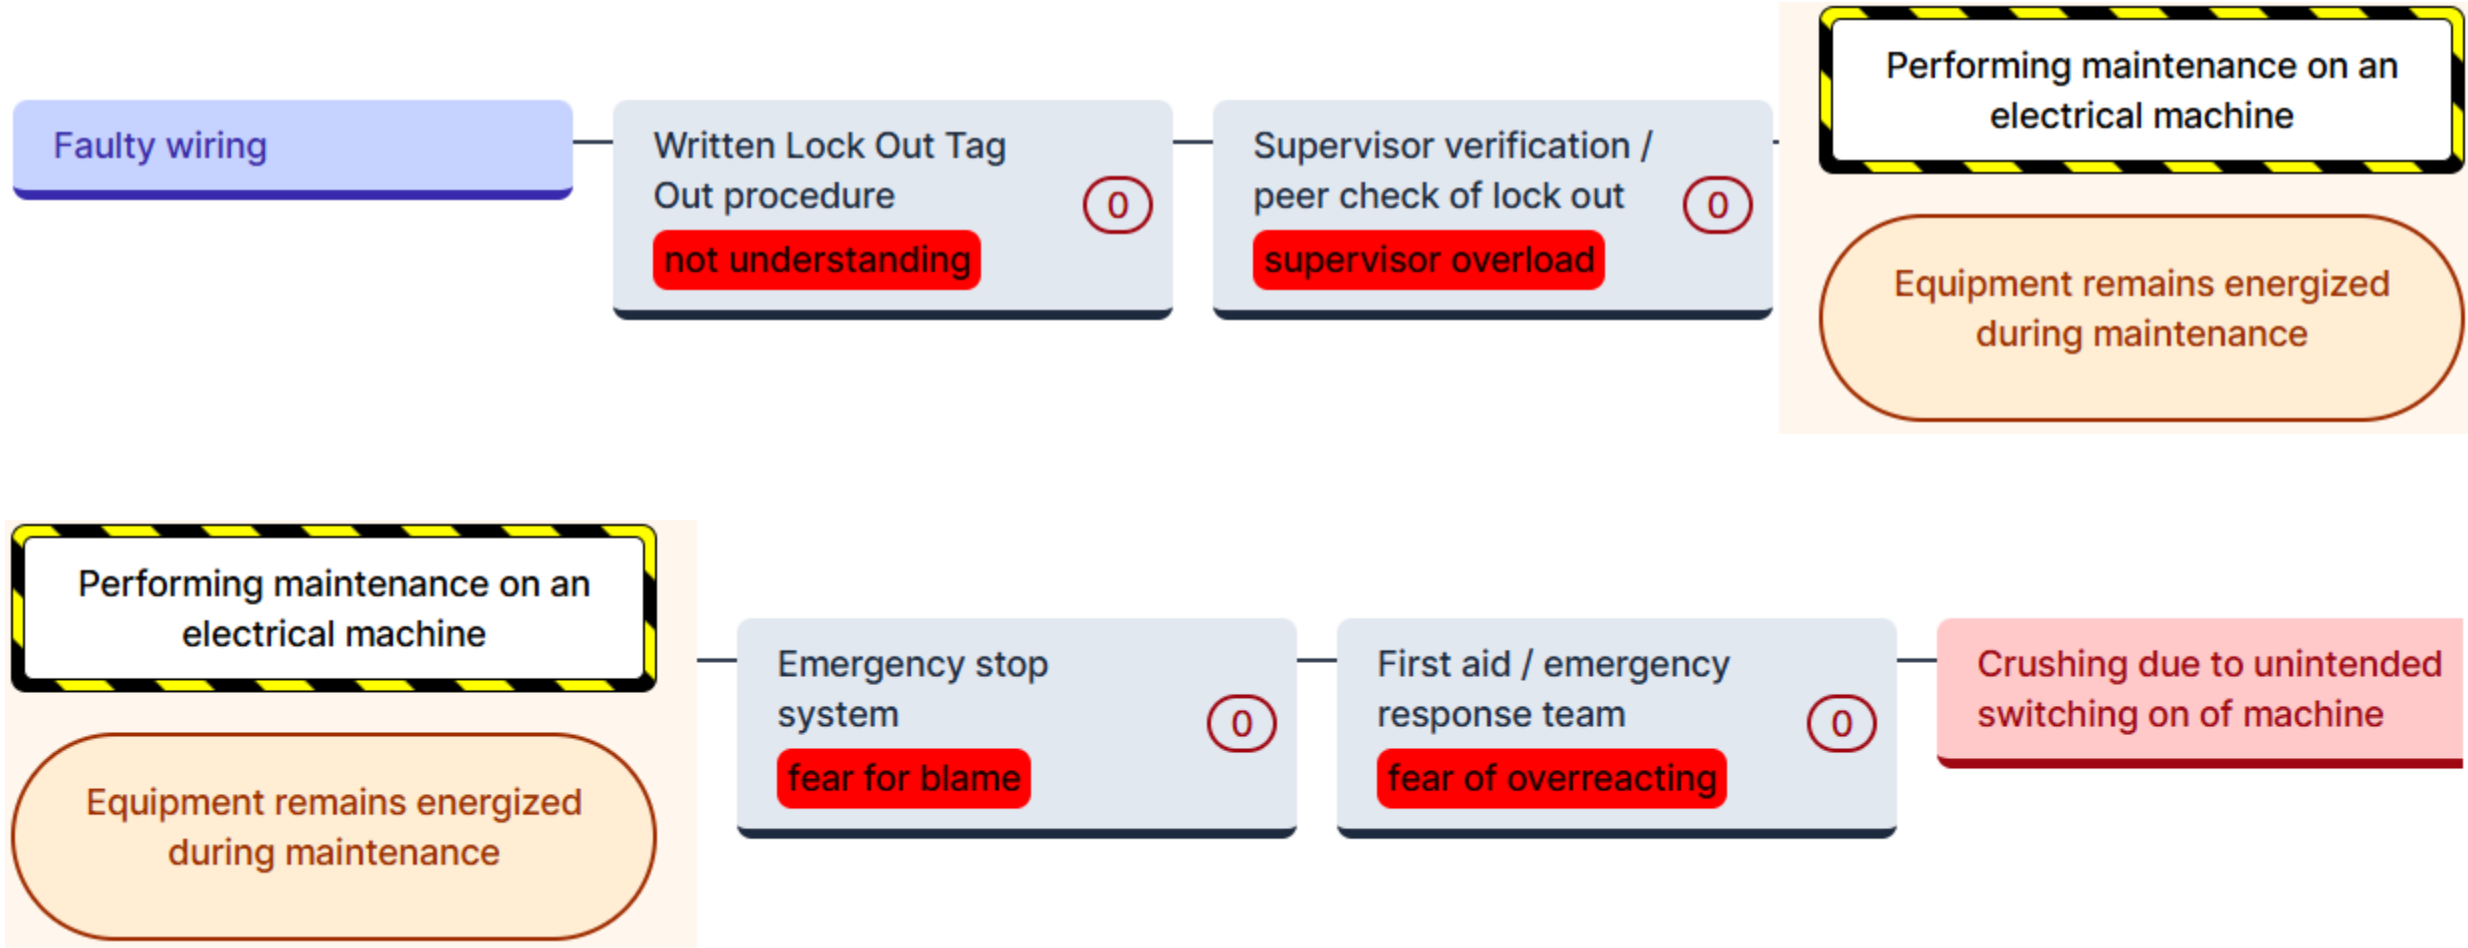 Faulty wiring
Written Lock Out Tag
Out procedure
0
not understanding
Supervisor verification /
peer check of lock out
0
supervisor overload
Performing maintenance on an
electrical machine
Equipment remains energized
during maintenance
Performing maintenance on an
electrical machine
Equipment remains energized
during maintenance
Emergency stop
system
0
fear for blame
First aid / emergency
response team
0
fear of overreacting
Crushing due to unintended
switching on of machine